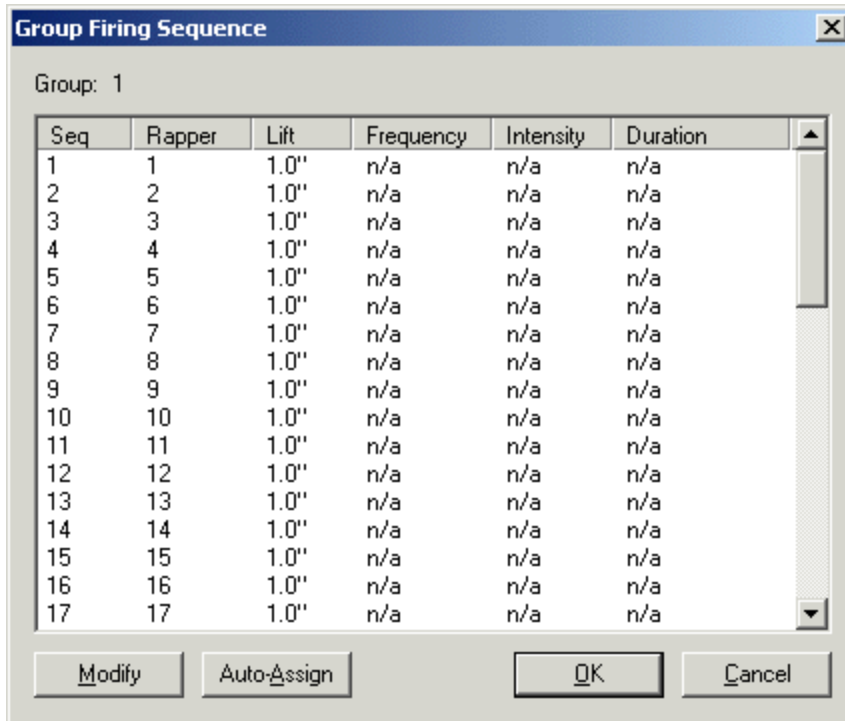 Group Firing Sequence
Group: 1
Seq Rapper Lift Frequency Intensity Duration
1 1 1.0" n/a n/a n/a
2 2 1.0" n/a n/a n/a
3 3 1.0" n/a n/a n/a
4 4 1.0" n/a n/a n/a
5 5 1.0" n/a n/a n/a
6 6 1.0" n/a n/a n/a
7 7 1.0" n/a n/a n/a
8 8 1.0" n/a n/a n/a
9 9 1.0" n/a n/a n/a
10 10 1.0" n/a n/a n/a
11 11 1.0" n/a n/a n/a
12 12 1.0" n/a n/a n/a
13 13 1.0" n/a n/a n/a
14 14 1.0" n/a n/a n/a
15 15 1.0" n/a n/a n/a
16 16 1.0" n/a n/a n/a
17 17 1.0" n/a n/a n/a
Modify Auto-Assign OK Cancel